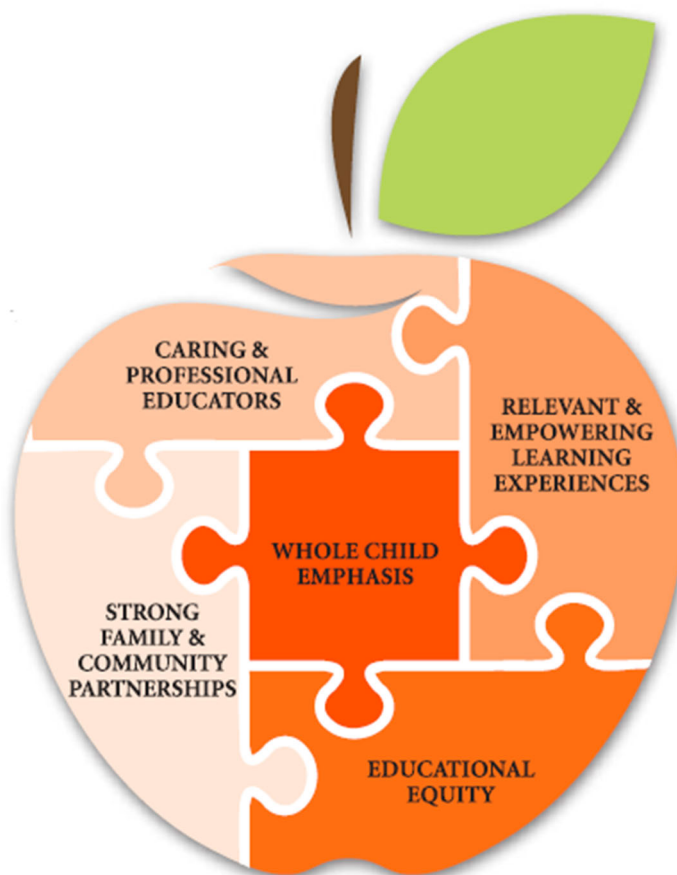 CARING &
PROFESSIONAL
EDUCATORS
RELEVANT &
EMPOWERING
LEARNING
EXPERIENCES
WHOLE CHILD
EMPHASIS
STRONG
FAMILY &
COMMUNITY
PARTNERSHIPS
EDUCATIONAL
EQUITY